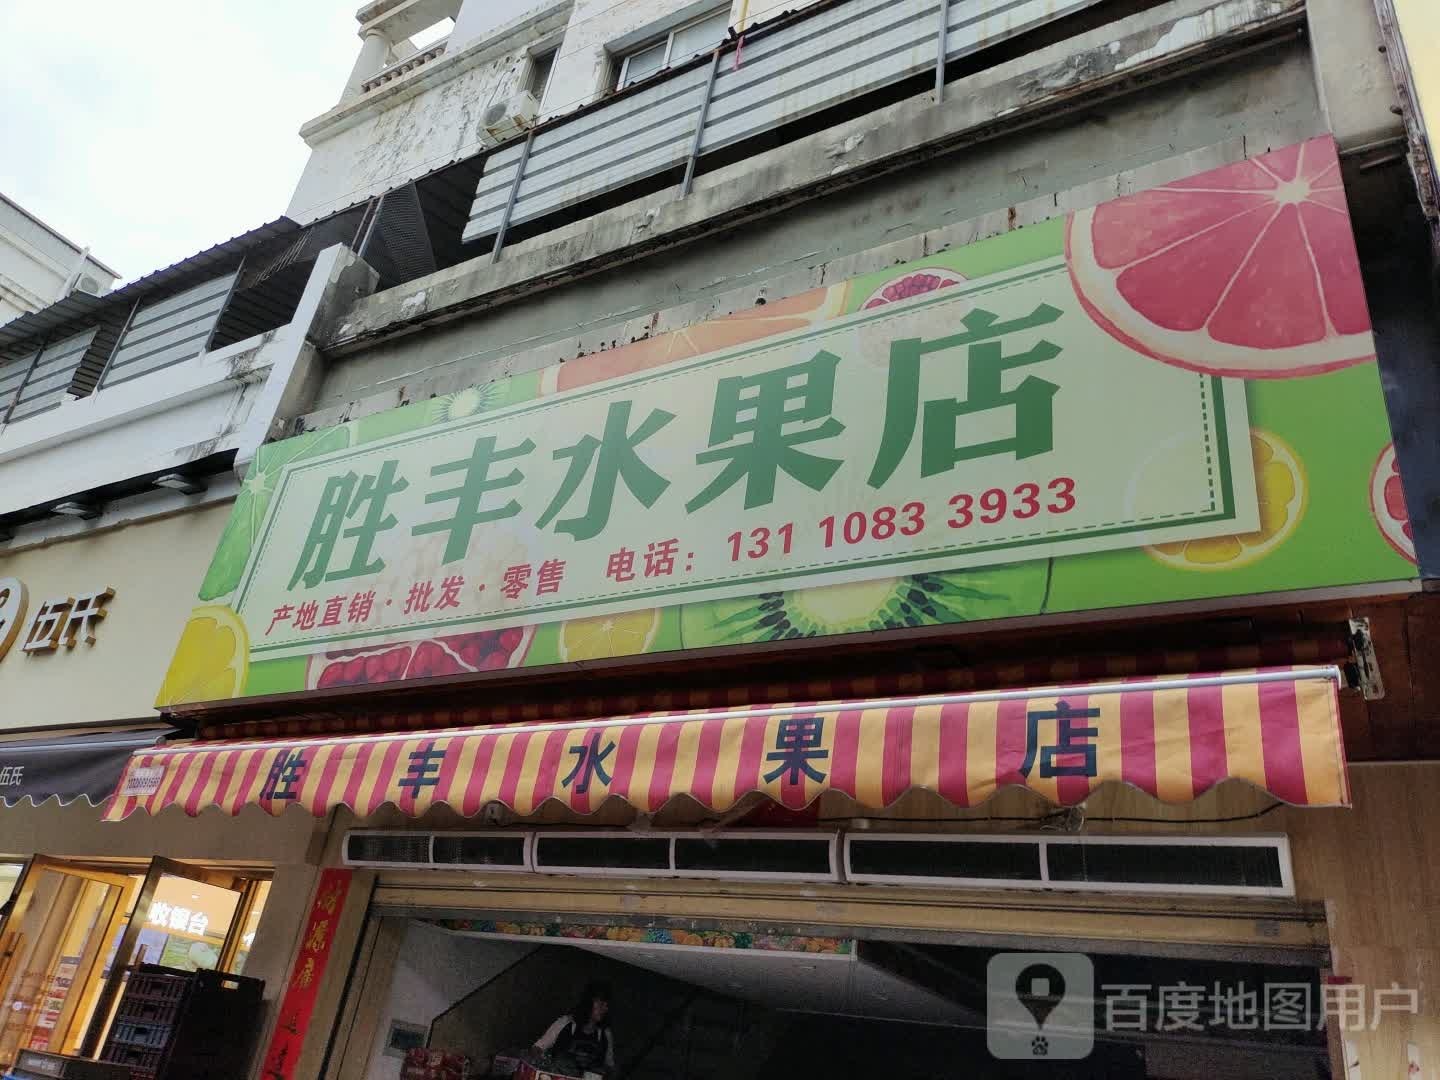 胜丰水果店
产地直销·批发·零售 电话：131 1083 3933
伍氏
伍氏
胜丰水果店
收银台
百度地图用户